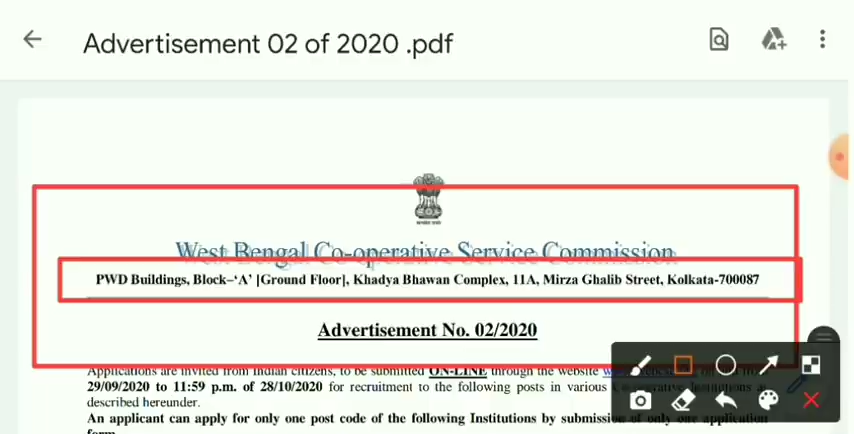 Advertisement 02 of 2020 .pdf
West Bengal Co-operative Service Commission
PWD Buildings, Block–‘A’ [Ground Floor], Khadya Bhawan Complex, 11A, Mirza Ghalib Street, Kolkata-700087
Advertisement No. 02/2020
Applications are invited from Indian citizens, to be submitted ON-LINE through the website
29/09/2020 to 11:59 p.m. of 28/10/2020 for recruitment to the following posts in various
described hereunder.
An applicant can apply for only one post code of the following Institutions by submission of only one application
form